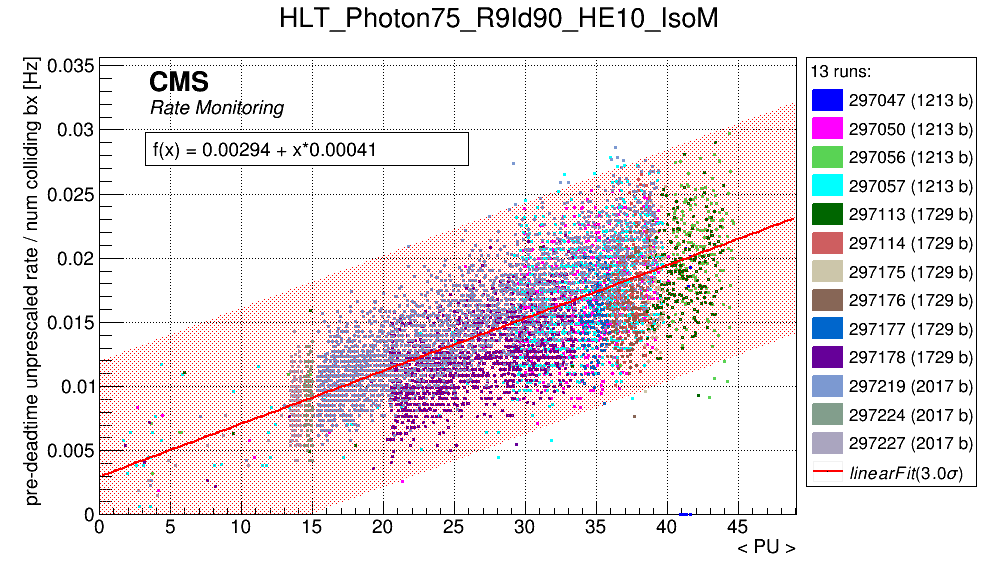 HLT_Photon75_R9Id90_HE10_IsoM
pre-deadtime unprescaled rate / num colliding bx [Hz]
0.035
0.03
0.025
0.02
0.015
0.01
0.005
0
CMS
Rate Monitoring
f(x) = 0.00294 + x*0.00041
0 5 10 15 20 25 30 35 40 45
< PU >
13 runs:
297047 (1213 b)
297050 (1213 b)
297056 (1213 b)
297057 (1213 b)
297113 (1729 b)
297114 (1729 b)
297175 (1729 b)
297176 (1729 b)
297177 (1729 b)
297178 (1729 b)
297219 (2017 b)
297224 (2017 b)
297227 (2017 b)
linearFit(3.0σ)